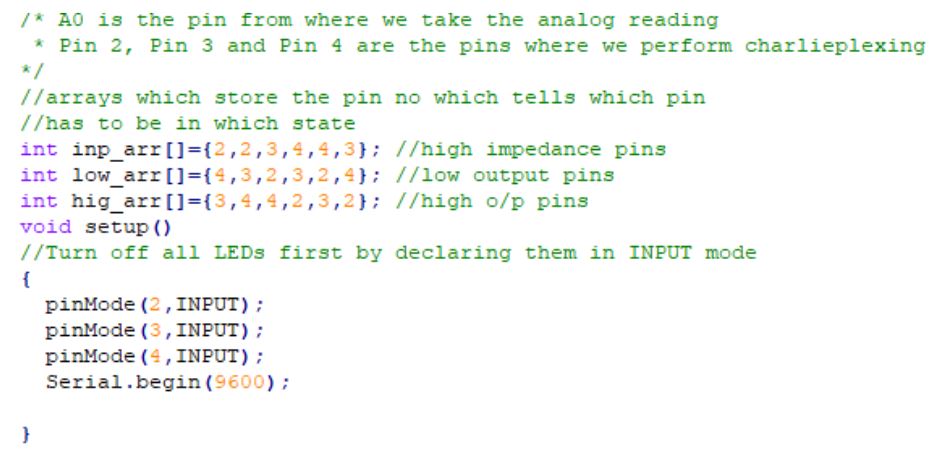 /* A0 is the pin from where we take the analog reading
 * Pin 2, Pin 3 and Pin 4 are the pins where we perform charlieplexing
*/
//arrays which store the pin no which tells which pin
//has to be in which state
int inp_arr[]={2,2,3,4,4,3}; //high impedance pins
int low_arr[]={4,3,2,3,2,4}; //low output pins
int hig_arr[]={3,4,4,2,3,2}; //high o/p pins
void setup()
//Turn off all LEDs first by declaring them in INPUT mode
{
  pinMode(2,INPUT);
  pinMode(3,INPUT);
  pinMode(4,INPUT);
  Serial.begin(9600);

}